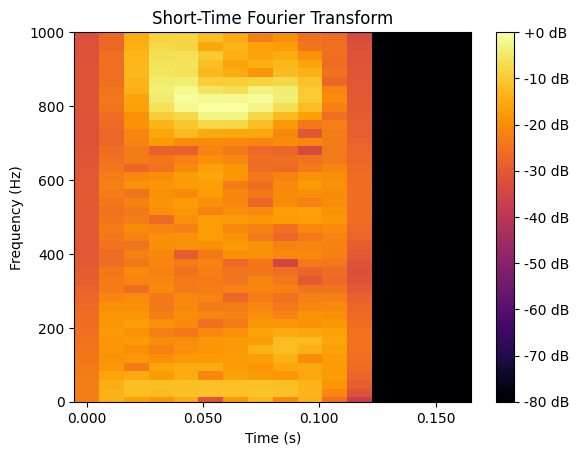 Short-Time Fourier Transform
1000
800
600
400
200
0
Frequency (Hz)
0.000
0.050
0.100
0.150
Time (s)
+0 dB
-10 dB
-20 dB
-30 dB
-40 dB
-50 dB
-60 dB
-70 dB
-80 dB